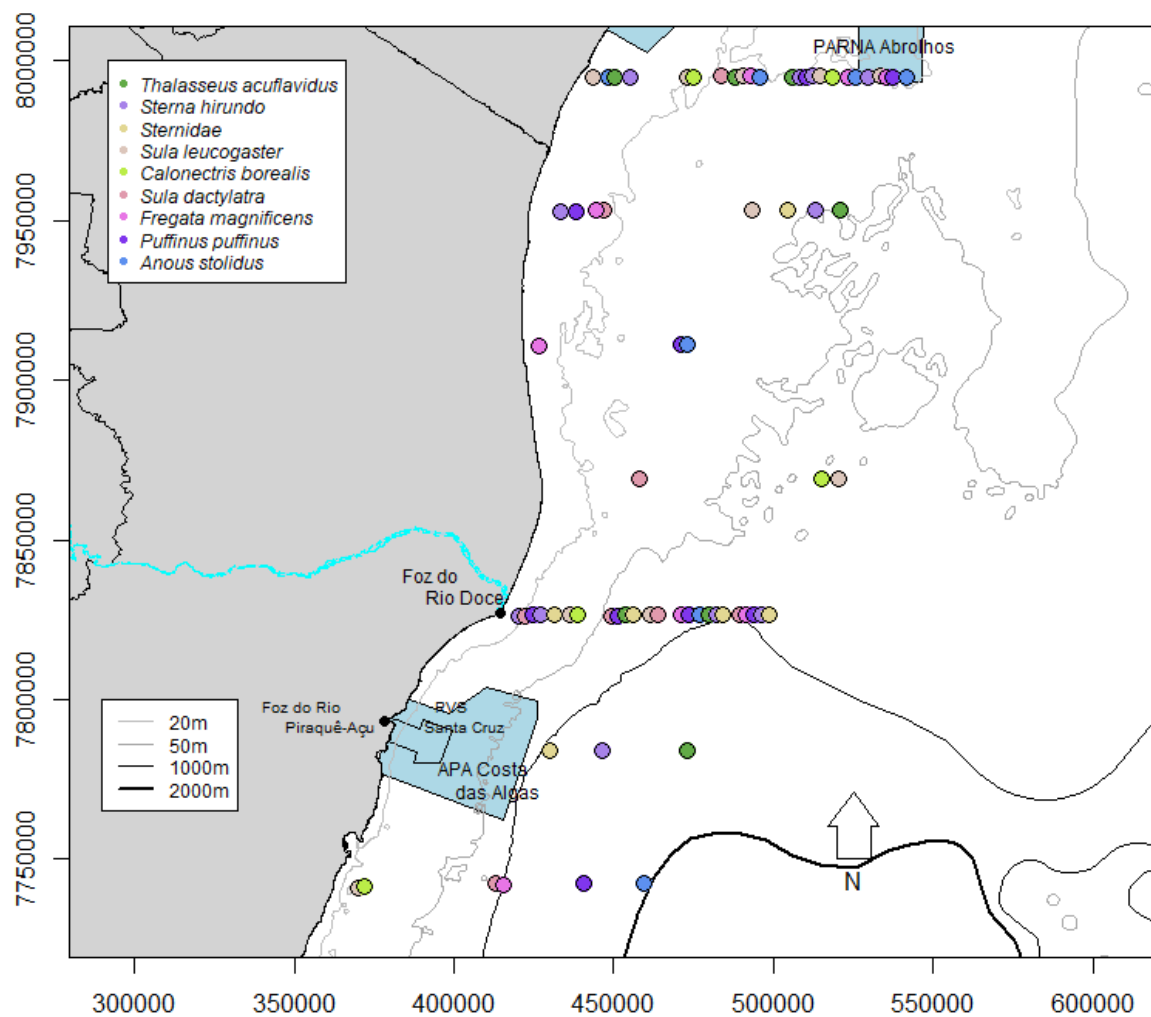 PARNA Abrolhos
Thalasseus acuflavidus
Sterna hirundo
Sternidae
Sula leucogaster
Calonectris borealis
Sula dactylatra
Fregata magnificens
Puffinus puffinus
Anous stolidus
8000000
7950000
7900000
7850000
7800000
7750000
Foz do
Rio Doce
Foz do Rio
Piraquê-Açu
RVS
Santa Cruz
APA Costa
das Algas
20m
50m
1000m
2000m
N
300000
350000
400000
450000
500000
550000
600000